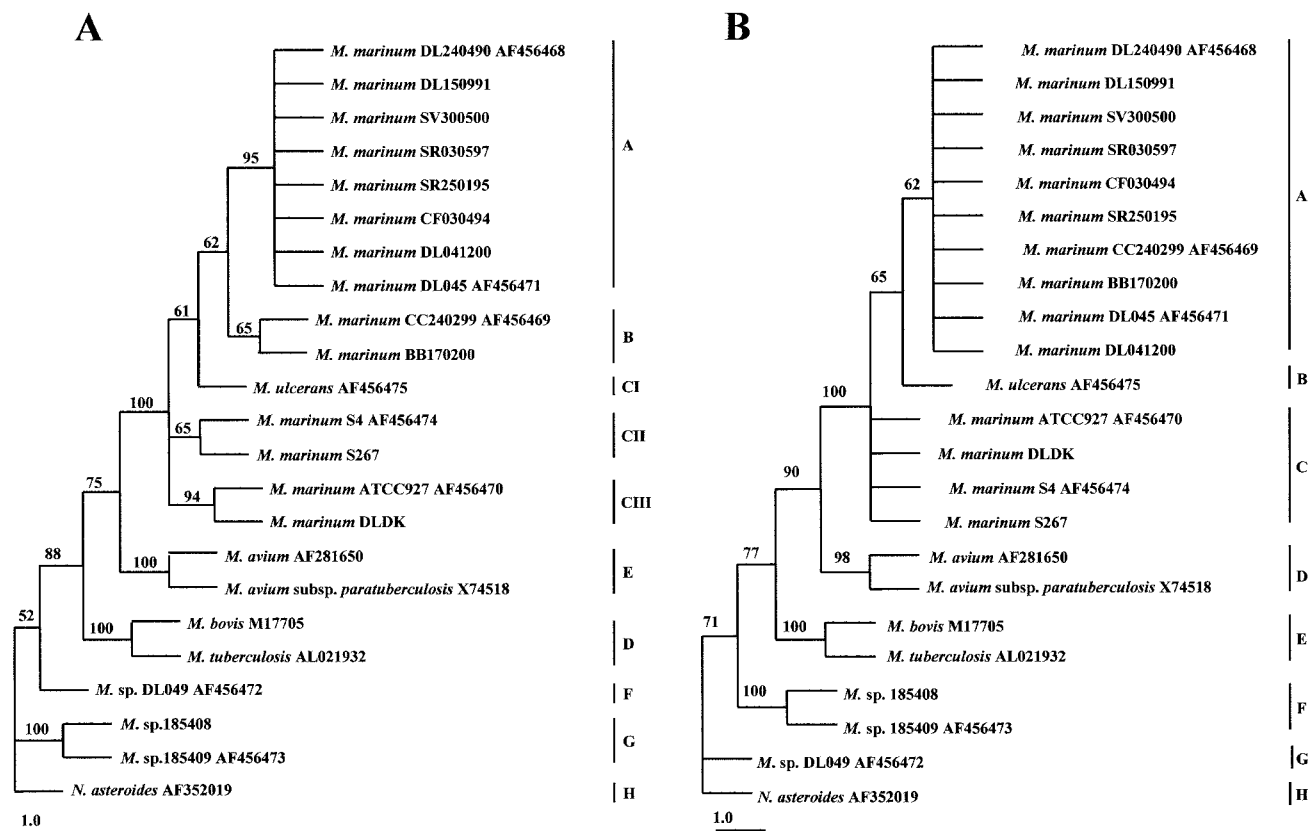 A
M. marinum DL240490 AF456468
M. marinum DL150991
M. marinum SV300500
M. marinum SR030597
M. marinum SR250195
M. marinum CF030494
M. marinum DL041200
M. marinum DL045 AF456471
M. marinum CC240299 AF456469
M. marinum BB170200
M. ulcerans AF456475
M. marinum S4 AF456474
M. marinum S267
M. marinum ATCC927 AF456470
M. marinum DLDK
M. avium AF281650
M. avium subsp. paratuberculosis X74518
M. bovis M17705
M. tuberculosis AL021932
M. sp. DL049 AF456472
M. sp.185408
M. sp.185409 AF456473
N. asteroides AF352019
95
62
65
61
100
65
94
75
100
88
100
52
100
A
B
CI
CII
CIII
E
D
F
G
H
1.0
B
M. marinum DL240490 AF456468
M. marinum DL150991
M. marinum SV300500
M. marinum SR030597
M. marinum CF030494
M. marinum SR250195
M. marinum CC240299 AF456469
M. marinum BB170200
M. marinum DL045 AF456471
M. marinum DL041200
M. ulcerans AF456475
M. marinum ATCC927 AF456470
M. marinum DLDK
M. marinum S4 AF456474
M. marinum S267
M. avium AF281650
M. avium subsp. paratuberculosis X74518
M. bovis M17705
M. tuberculosis AL021932
M. sp. 185408
M. sp. 185409 AF456473
M. sp. DL049 AF456472
N. asteroides AF352019
62
65
100
90
98
77
100
71
100
A
B
C
D
E
F
G
H
1.0